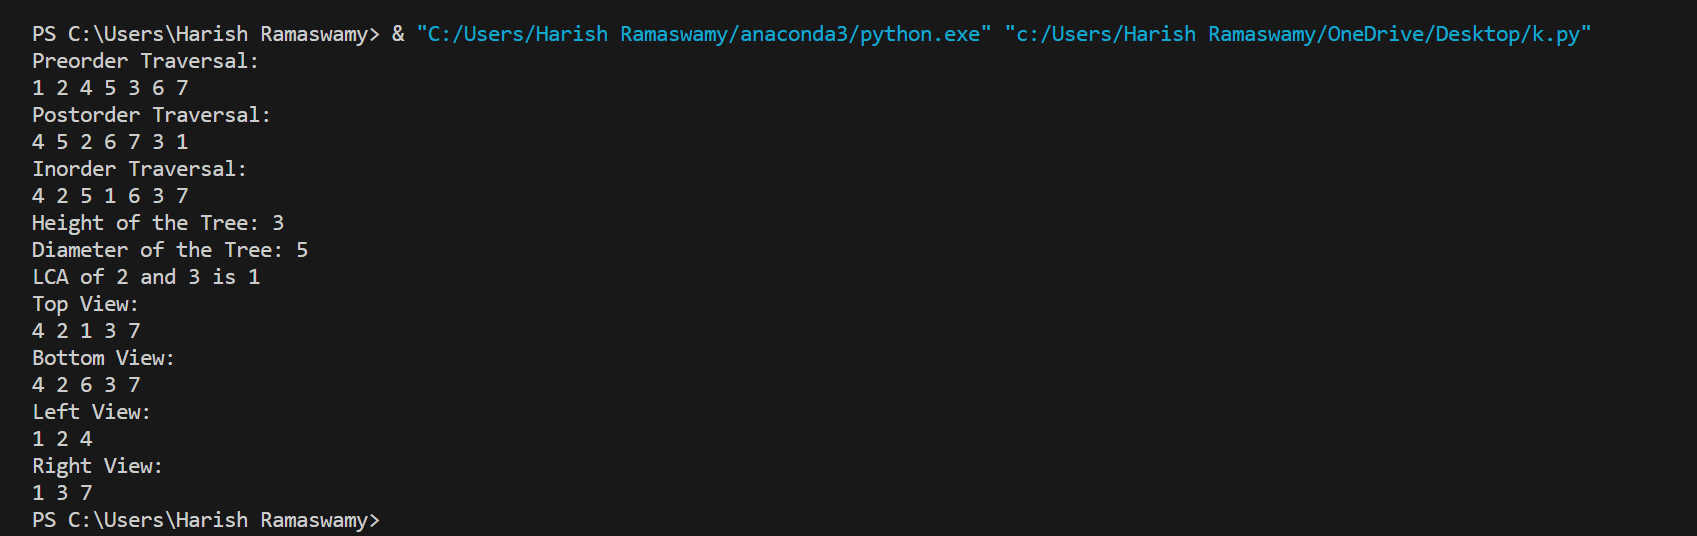 PS C:\Users\Harish Ramaswamy> & "C:/Users/Harish Ramaswamy/anaconda3/python.exe" "c:/Users/Harish Ramaswamy/OneDrive/Desktop/k.py"
Preorder Traversal:
1 2 4 5 3 6 7
Postorder Traversal:
4 5 2 6 7 3 1
Inorder Traversal:
4 2 5 1 6 3 7
Height of the Tree: 3
Diameter of the Tree: 5
LCA of 2 and 3 is 1
Top View:
4 2 1 3 7
Bottom View:
4 2 6 3 7
Left View:
1 2 4
Right View:
1 3 7
PS C:\Users\Harish Ramaswamy>